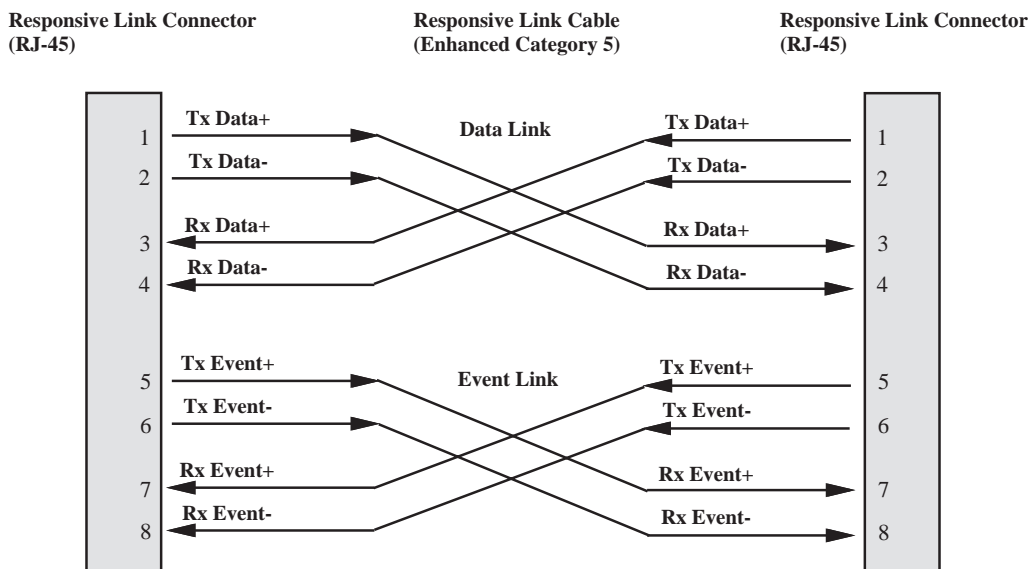 Responsive Link Connector
(RJ-45)
Responsive Link Cable
(Enhanced Category 5)
Responsive Link Connector
(RJ-45)
1 Tx Data+ Data Link Tx Data+ 1
2 Tx Data- Tx Data- 2
3 Rx Data+ Rx Data+ 3
4 Rx Data- Rx Data- 4
5 Tx Event+ Event Link Tx Event+ 5
6 Tx Event- Tx Event- 6
7 Rx Event+ Rx Event+ 7
8 Rx Event- Rx Event- 8